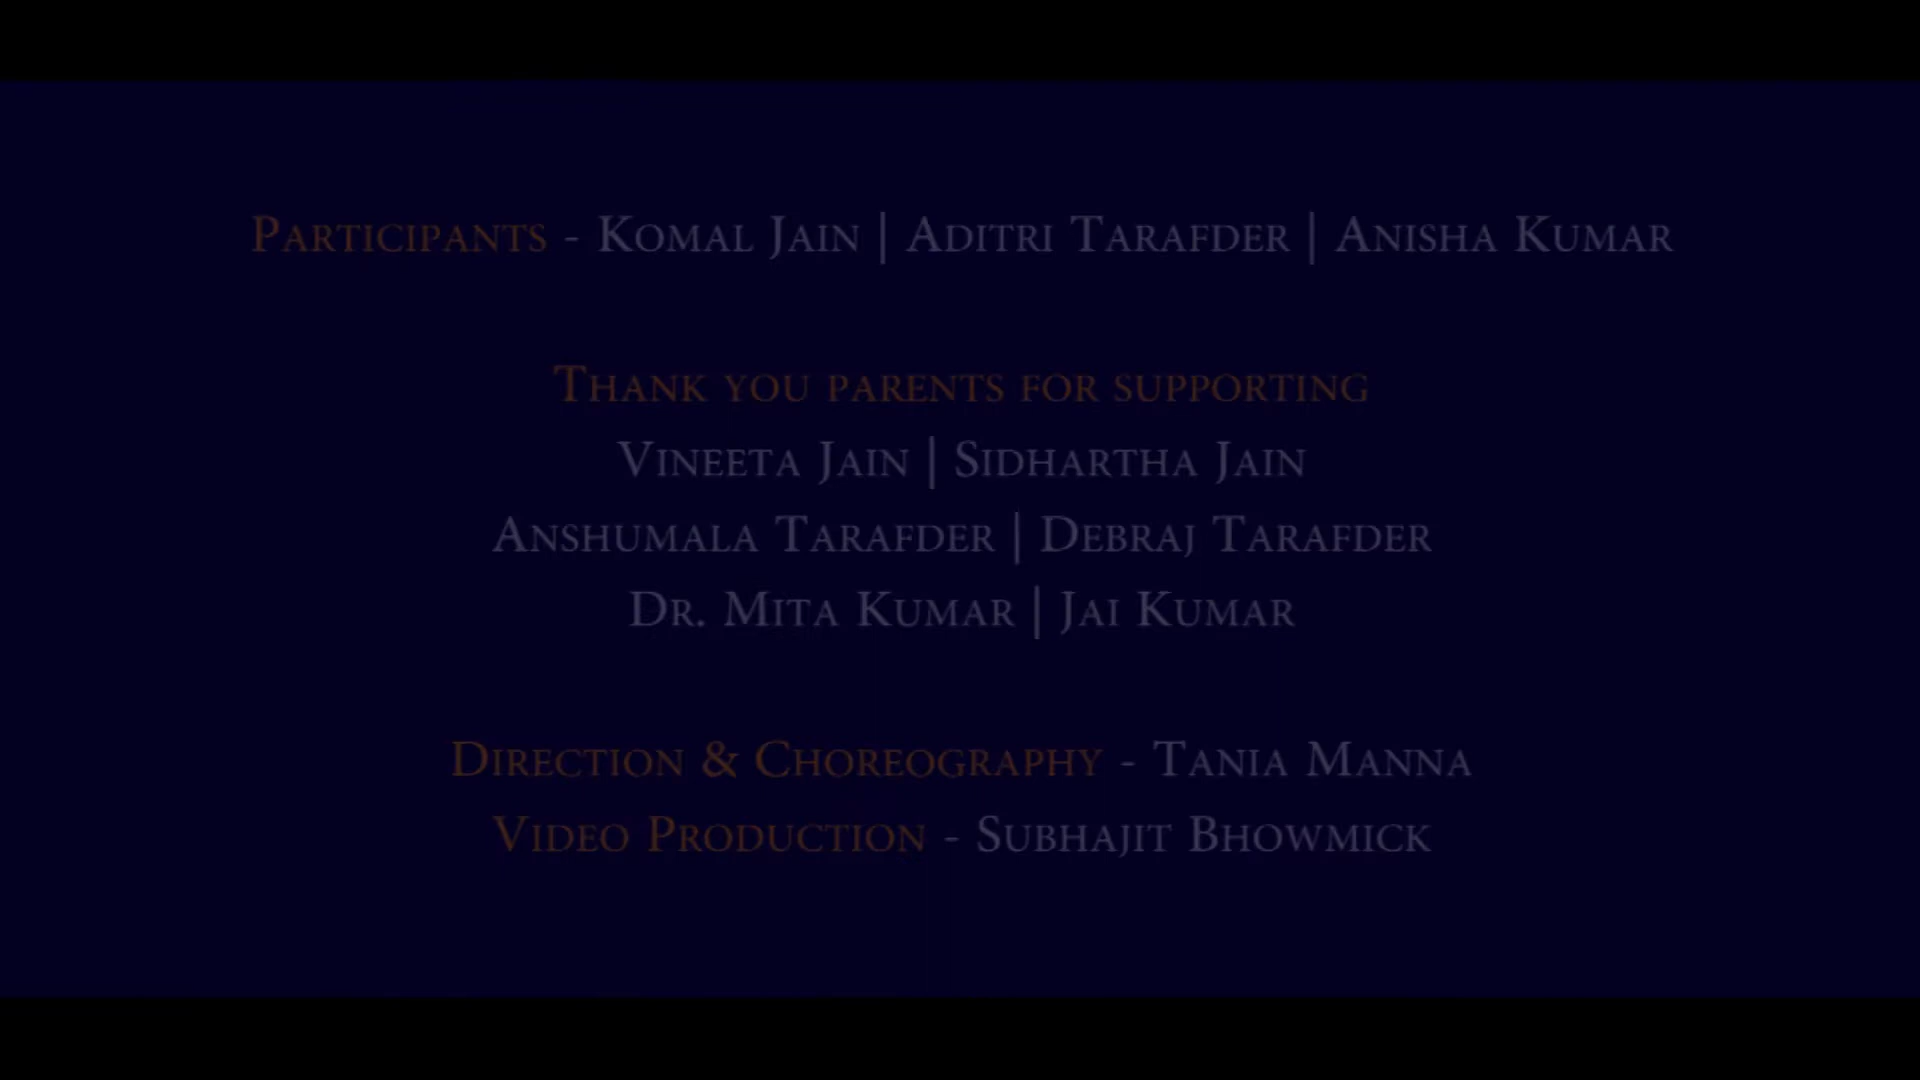 Participants - Komal Jain | Aditri Tarafder | Anisha Kumar
Thank you parents for supporting
Vineeta Jain | Sidhartha Jain
Anshumala Tarafder | Debraj Tarafder
Dr. Mita Kumar | Jai Kumar
Direction & Choreography - Tania Manna
Video Production - Subhajit Bhowmick